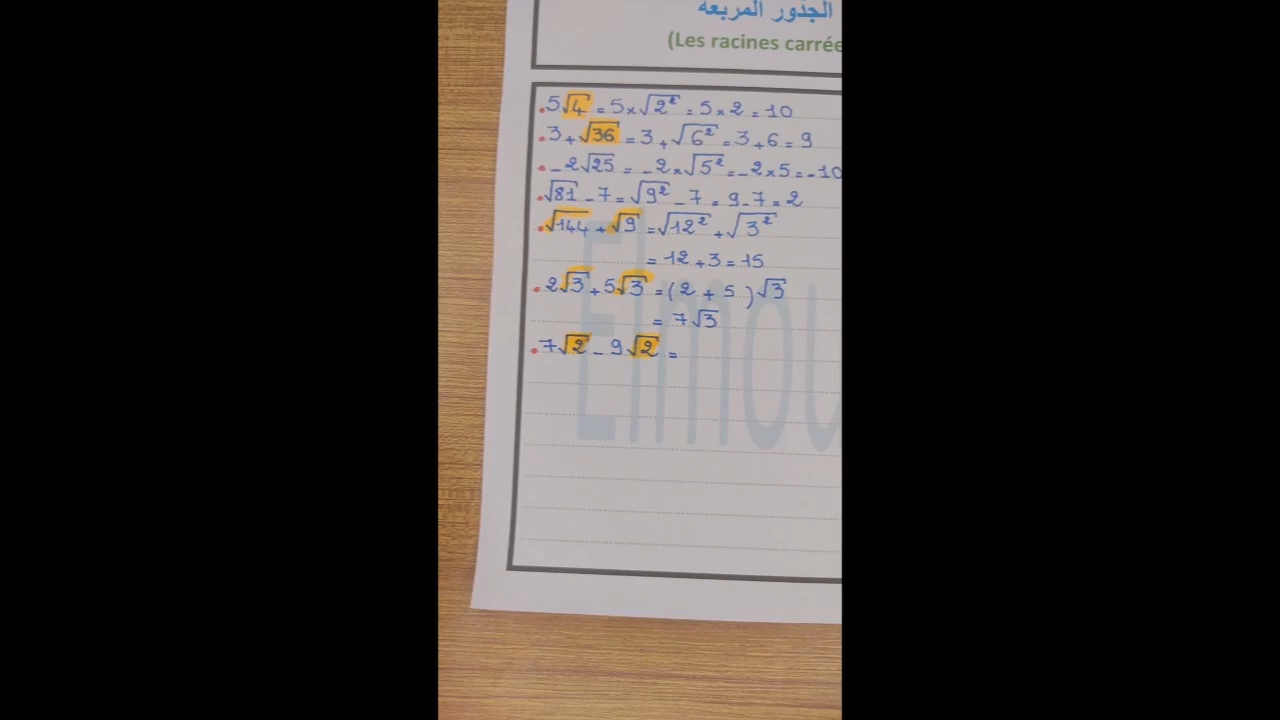 الجذور المربعة
(Les racines carrée
.5√4 = 5×√2² = 5×2 = 10
.3+√36 = 3+√6² = 3+6 = 9
.-2√25 = -2×√5² = -2×5 = -10
.√81 - 7 = √9² - 7 = 9-7 = 2
.√144 + √9 = √12² + √3²
= 12+3 = 15
.2√3 + 5√3 = (2 + 5)√3
= 7√3
.7√2 - 9√2 =